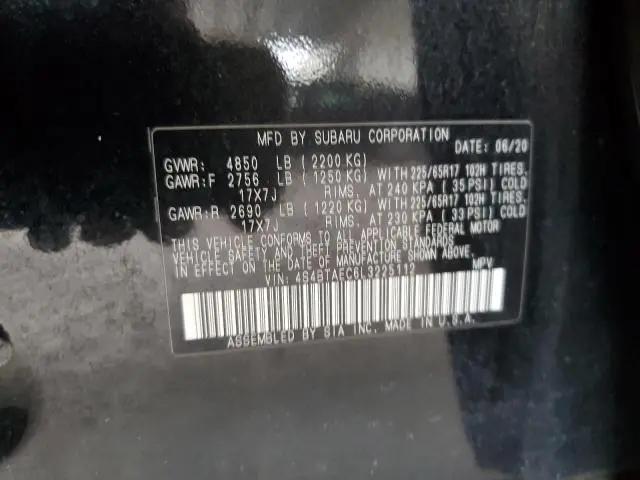 MFD BY SUBARU CORPORATION DATE: 06/20
GVWR: 4850 LB (2200 KG)
GAWR:F 2756 LB (1250 KG) WITH 225/65R17 102H TIRES,
17X7J RIMS, AT 240 KPA (35 PSI) COLD
GAWR:R 2690 LB (1220 KG) WITH 225/65R17 102H TIRES,
17X7J RIMS, AT 230 KPA (33 PSI) COLD
THIS VEHICLE CONFORMS TO ALL APPLICABLE FEDERAL MOTOR
VEHICLE SAFETY AND THEFT PREVENTION STANDARDS
IN EFFECT ON THE DATE OF MANUFACTURE SHOWN ABOVE.
VIN: 4S4BTAEC6L3225112 MPV
ASSEMBLED BY SIA INC. MADE IN U.S.A.